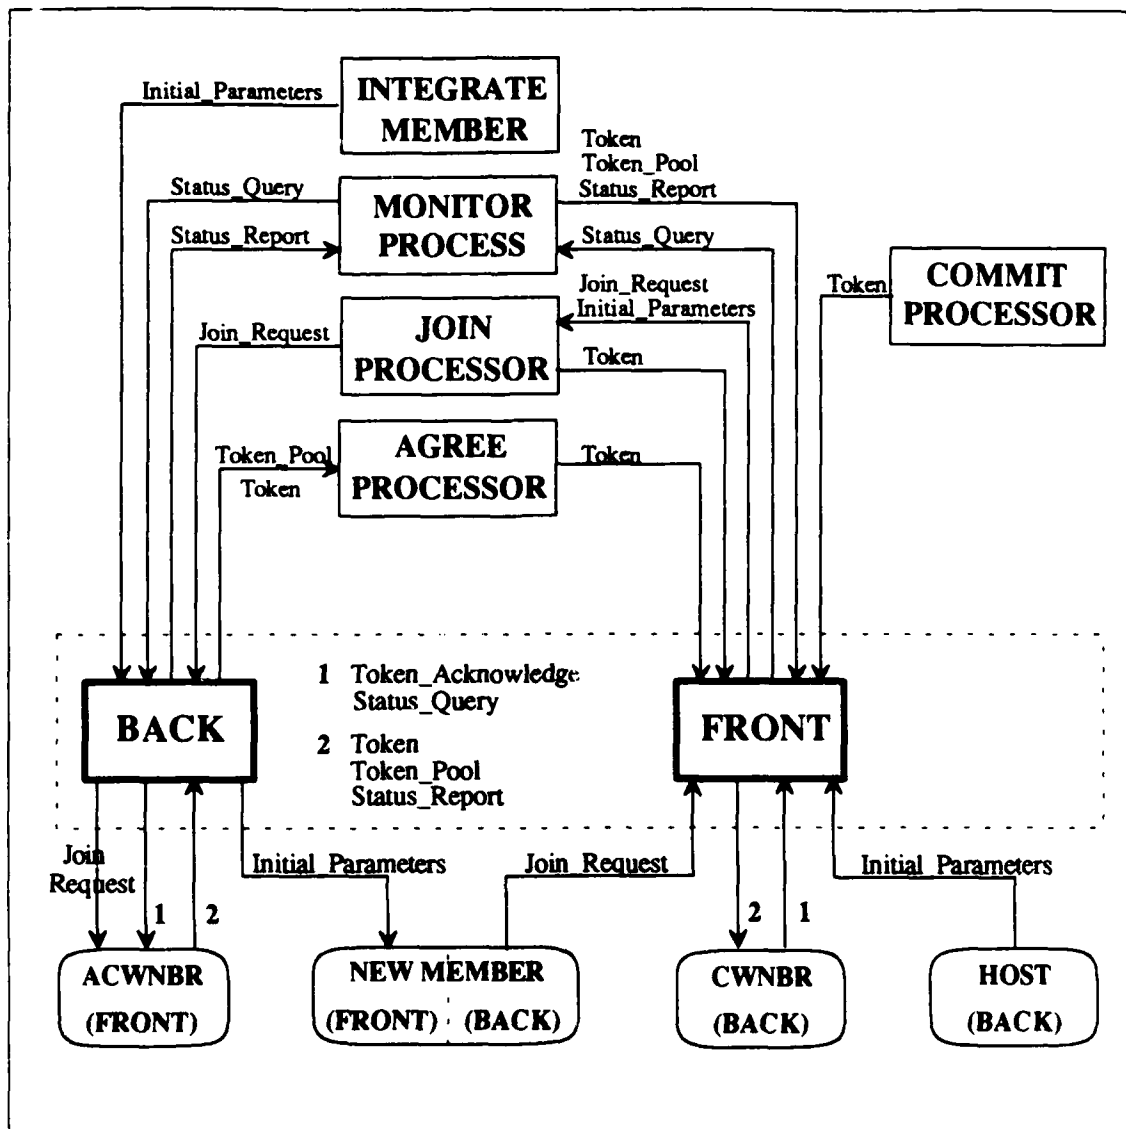 Initial_Parameters
INTEGRATE
MEMBER
Token
Token_Pool
Status_Report
Status_Query
MONITOR
PROCESS
Status_Report
Status_Query
COMMIT
PROCESSOR
Token
Join_Request
Initial_Parameters
Join_Request
JOIN
PROCESSOR
Token
Token_Pool
Token
AGREE
PROCESSOR
Token
1 Token_Acknowledge
Status_Query
BACK
FRONT
2 Token
Token_Pool
Status_Report
Join
Request
Initial_Parameters
Join_Request
Initial_Parameters
1
2
2
1
ACWNBR
(FRONT)
NEW MEMBER
(FRONT) (BACK)
CWNBR
(BACK)
HOST
(BACK)